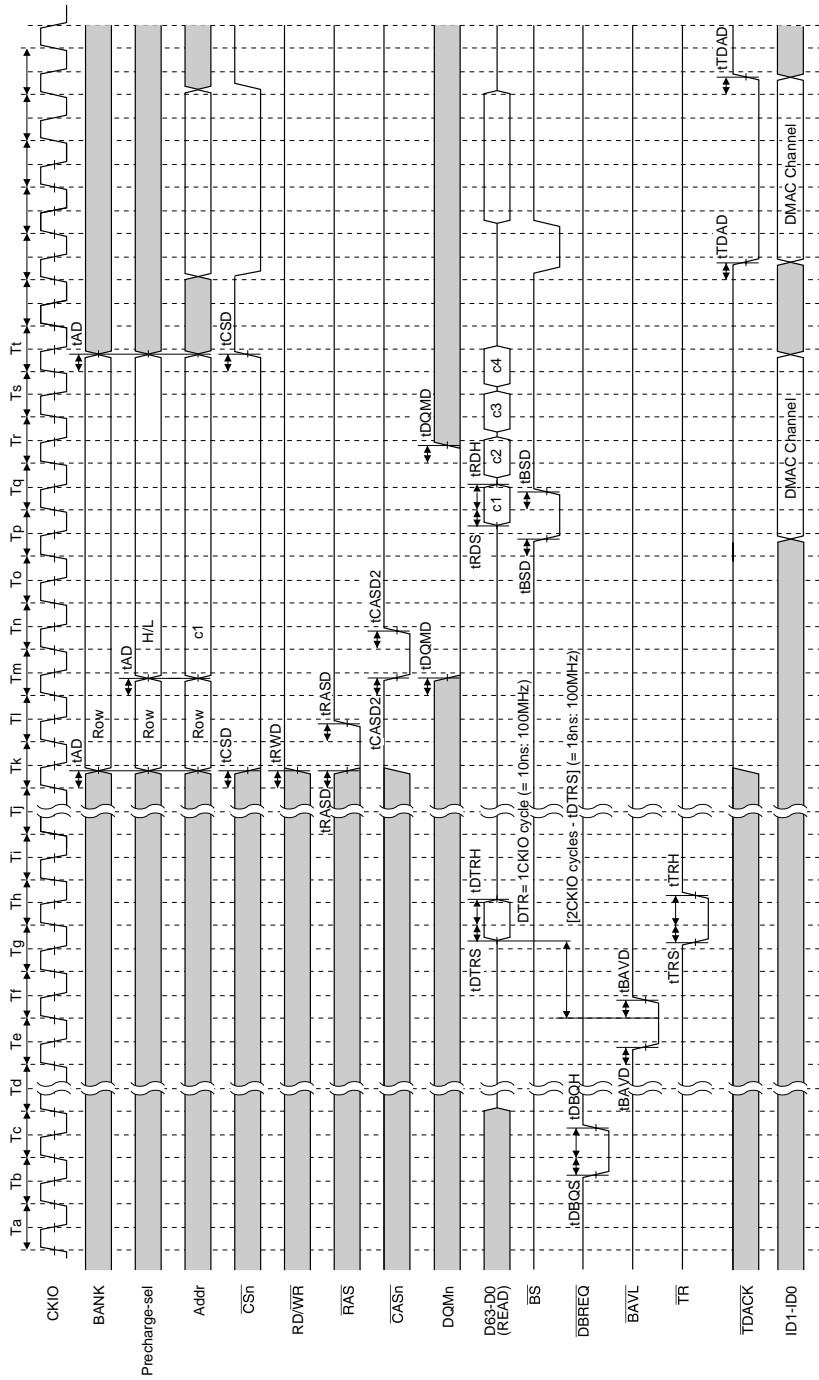 CKIO
Ta Tb Tc Td Te Tf Tg Th Ti Tj Tk Tl Tm Tn To Tp Tq Tr Ts Tt
BANK
tAD Row tAD
Precharge-sel
Row tAD H/L
Addr
Row c1
CSn
tCSD tCSD
RD/WR
tRWD
RAS
tRASD tRASD
CASn
tCASD2 tCASD2
DQMn
tDQMD tDQMD
D63-D0
(READ)
tDTRS tDTRH tRDS tRDH
c1 c2 c3 c4
DTR= 1CKIO cycle (= 10ns: 100MHz)
BS
tBSD tBSD
DBREQ
tDBQS tDBQH
[2CKIO cycles - tDTRS] (= 18ns: 100MHz)
BAVL
tBAVD tBAVD
TR
tTRS tTRH
TDACK
tTDAD tTDAD
ID1-ID0
DMAC Channel DMAC Channel